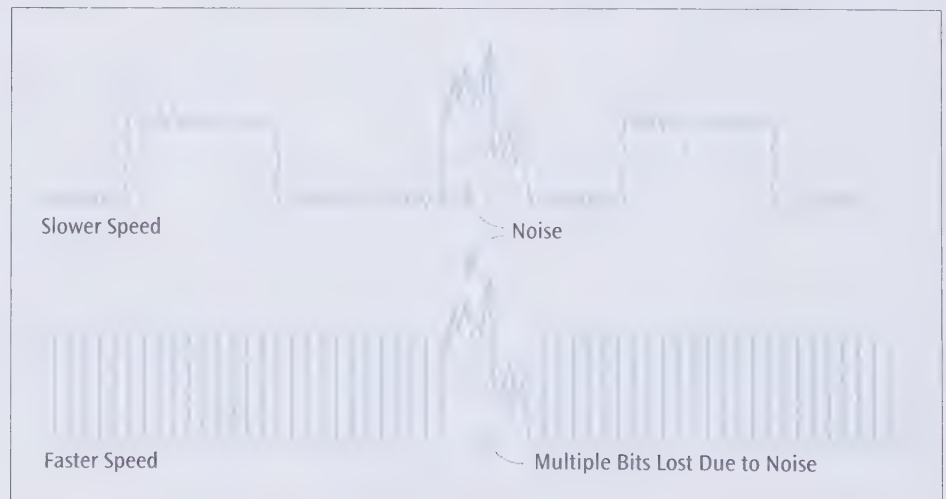 Slower Speed
Noise
Faster Speed
Multiple Bits Lost Due to Noise